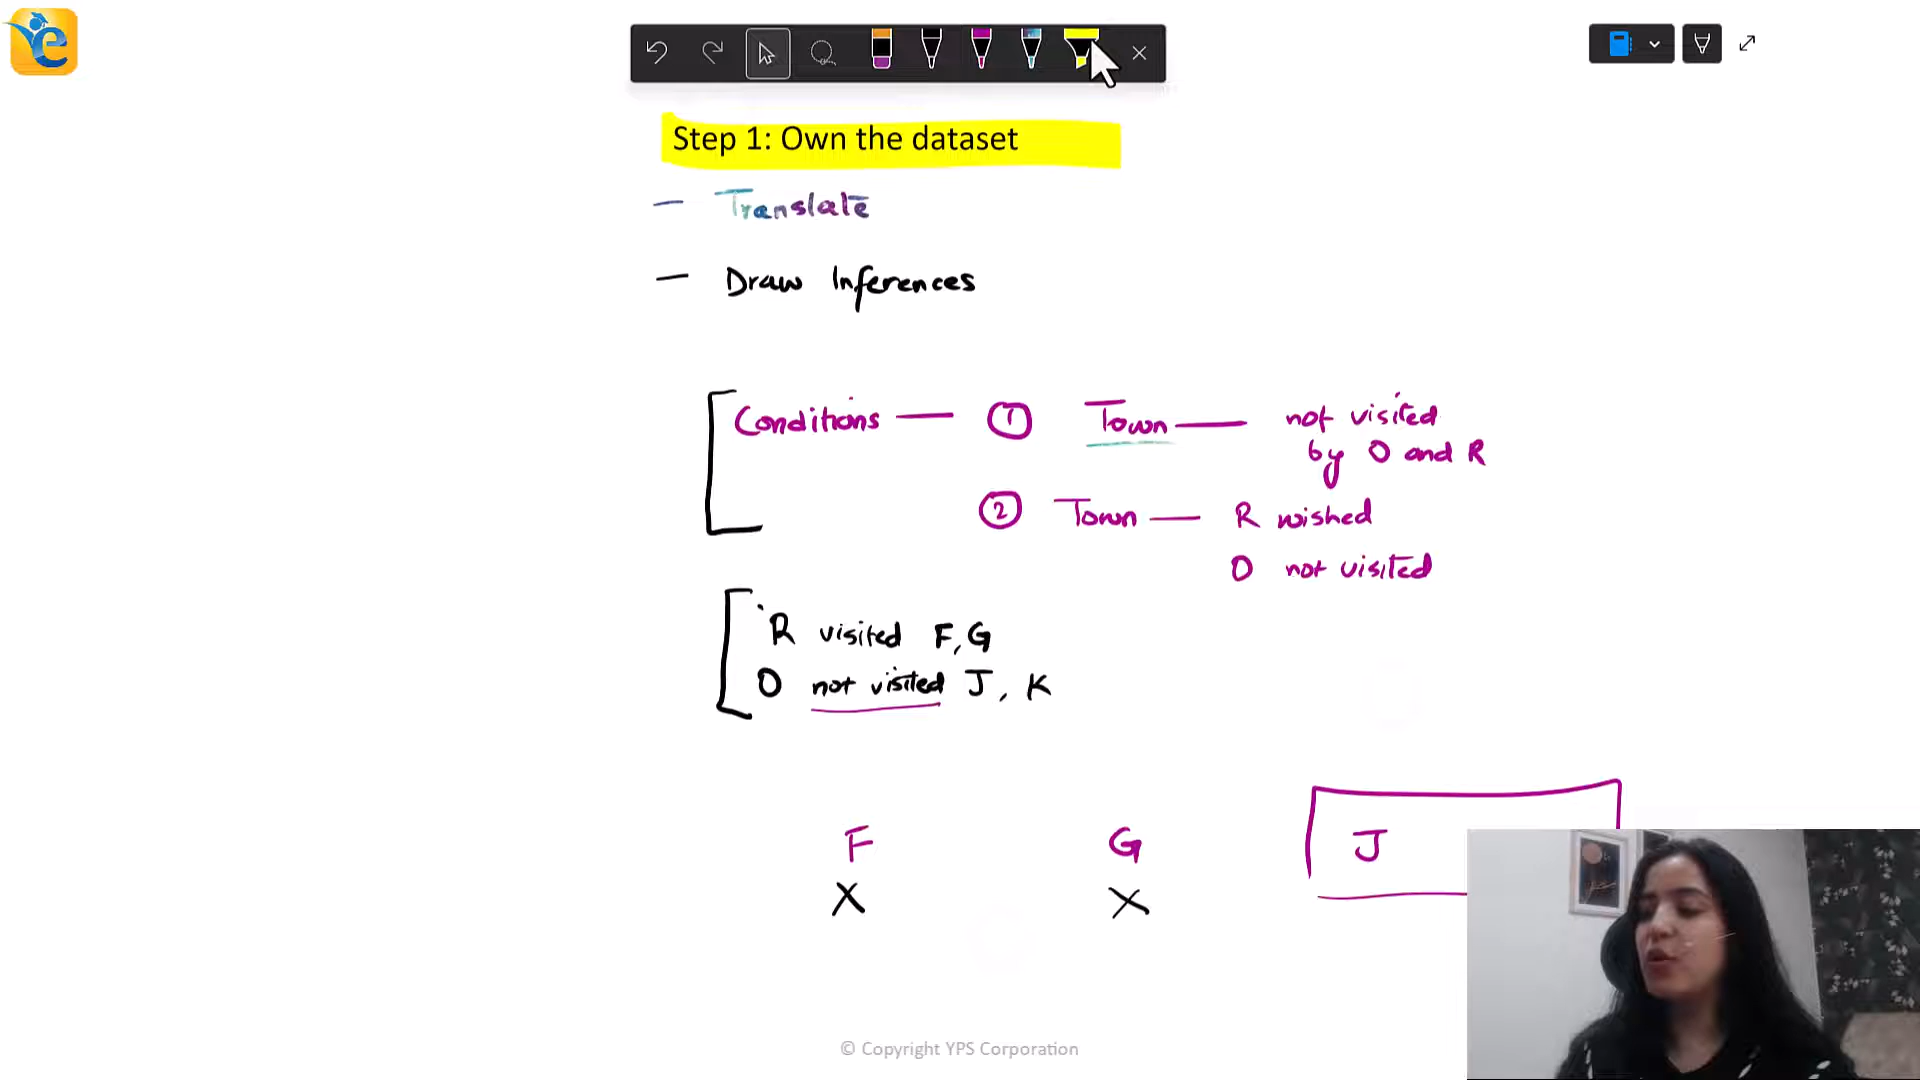 Step 1: Own the dataset
— Translate
— Draw Inferences
Conditions — ① Town — not visited
by O and R
② Town — R wished
O not visited
R visited F, G
O not visited J, K
F G J
X X
© Copyright YPS Corporation